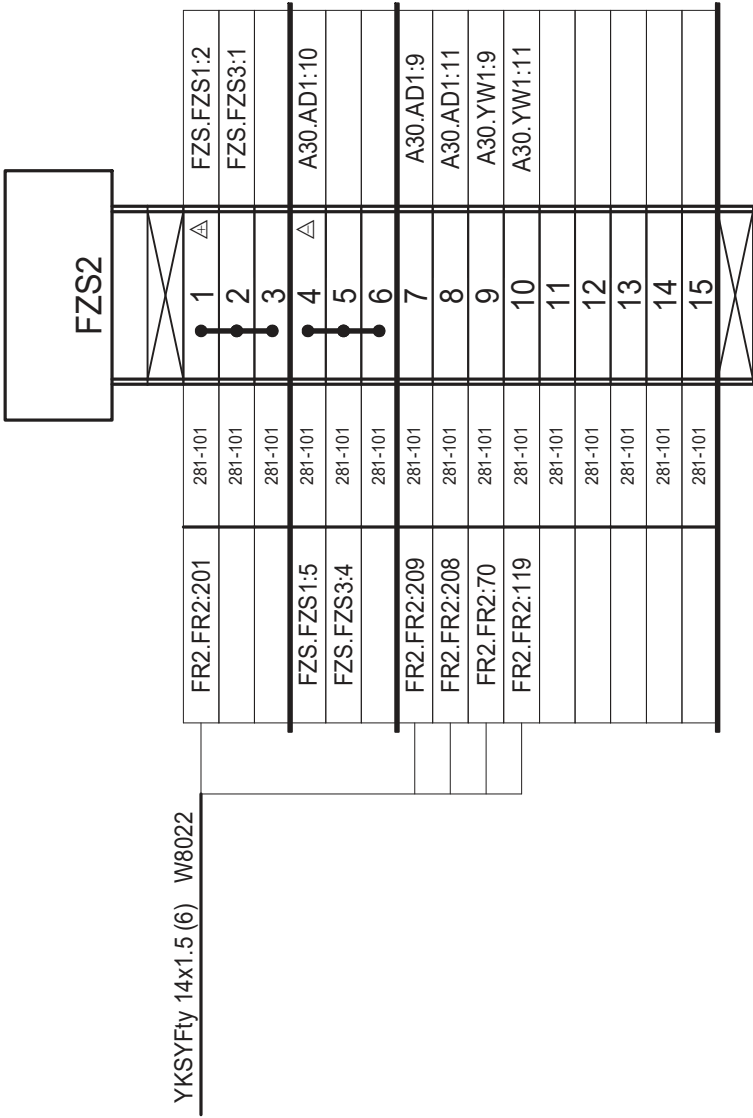 FZS2
FR2.FR2:201 281-101 1 FZS.FZS1:2
281-101 2 FZS.FZS3:1
281-101 3
FZS.FZS1:5 281-101 4 A30.AD1:10
FZS.FZS3:4 281-101 5
281-101 6
FR2.FR2:209 281-101 7 A30.AD1:9
FR2.FR2:208 281-101 8 A30.AD1:11
FR2.FR2:70 281-101 9 A30.YW1:9
FR2.FR2:119 281-101 10 A30.YW1:11
281-101 11
281-101 12
281-101 13
281-101 14
281-101 15
YKSYFty 14x1.5 (6) W8022